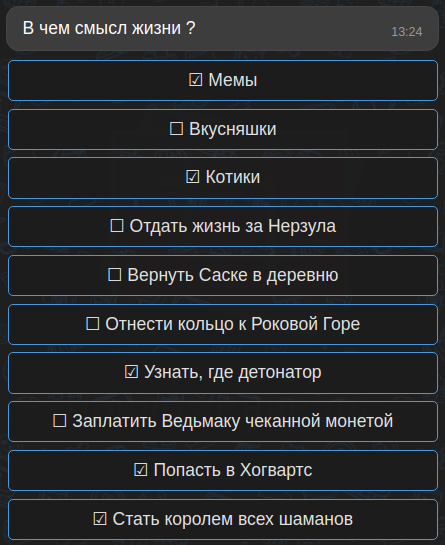 В чем смысл жизни ?
13:24
☑ Мемы
☐ Вкусняшки
☑ Котики
☐ Отдать жизнь за Нерзула
☐ Вернуть Саске в деревню
☐ Отнести кольцо к Роковой Горе
☑ Узнать, где детонатор
☐ Заплатить Ведьмаку чеканной монетой
☑ Попасть в Хогвартс
☑ Стать королем всех шаманов